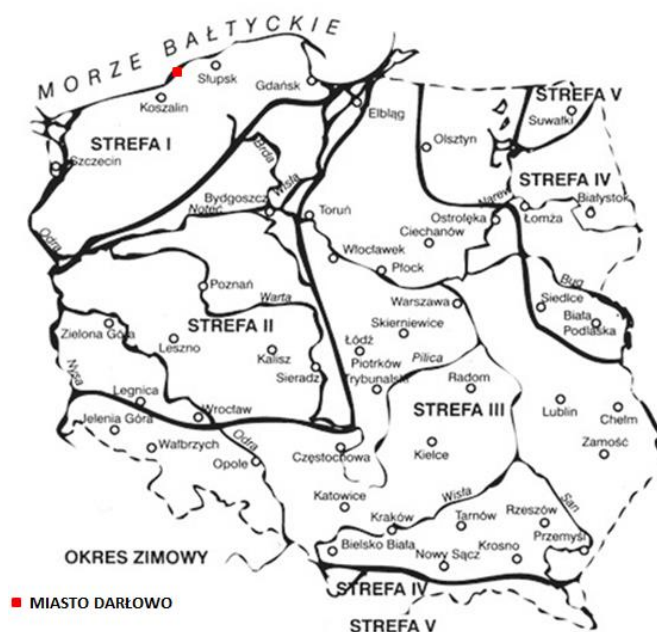 MORZE BAŁTYCKIE
Słupsk
Gdańsk
Koszalin
Elbląg
STREFA V
Suwałki
STREFA I
Brda
Olsztyn
Szczecin
Wisła
STREFA IV
Narew
Białystok
Bydgoszcz
Noteć
Toruń
Ostrołęka
Łomża
Odra
Ciechanów
Włocławek
Płock
Bug
Poznań
Warta
Warszawa
Siedlce
Biała
Podlaska
Zielona Góra
STREFA II
Skierniewice
Leszno
Łódź
Kalisz
Piotrków
Trybunalski
Pilica
Sieradz
Nysa
Radom
Legnica
Wrocław
STREFA III
Lublin
Chełm
Jelenia Góra
Wałbrzych
Odra
Opole
Częstochowa
Kielce
Zamość
Katowice
Wisła
San
Kraków
Tarnów
Rzeszów
Przemyśl
OKRES ZIMOWY
Bielsko Biała
Nowy Sącz
Krosno
STREFA IV
MIASTO DARŁOWO
STREFA V